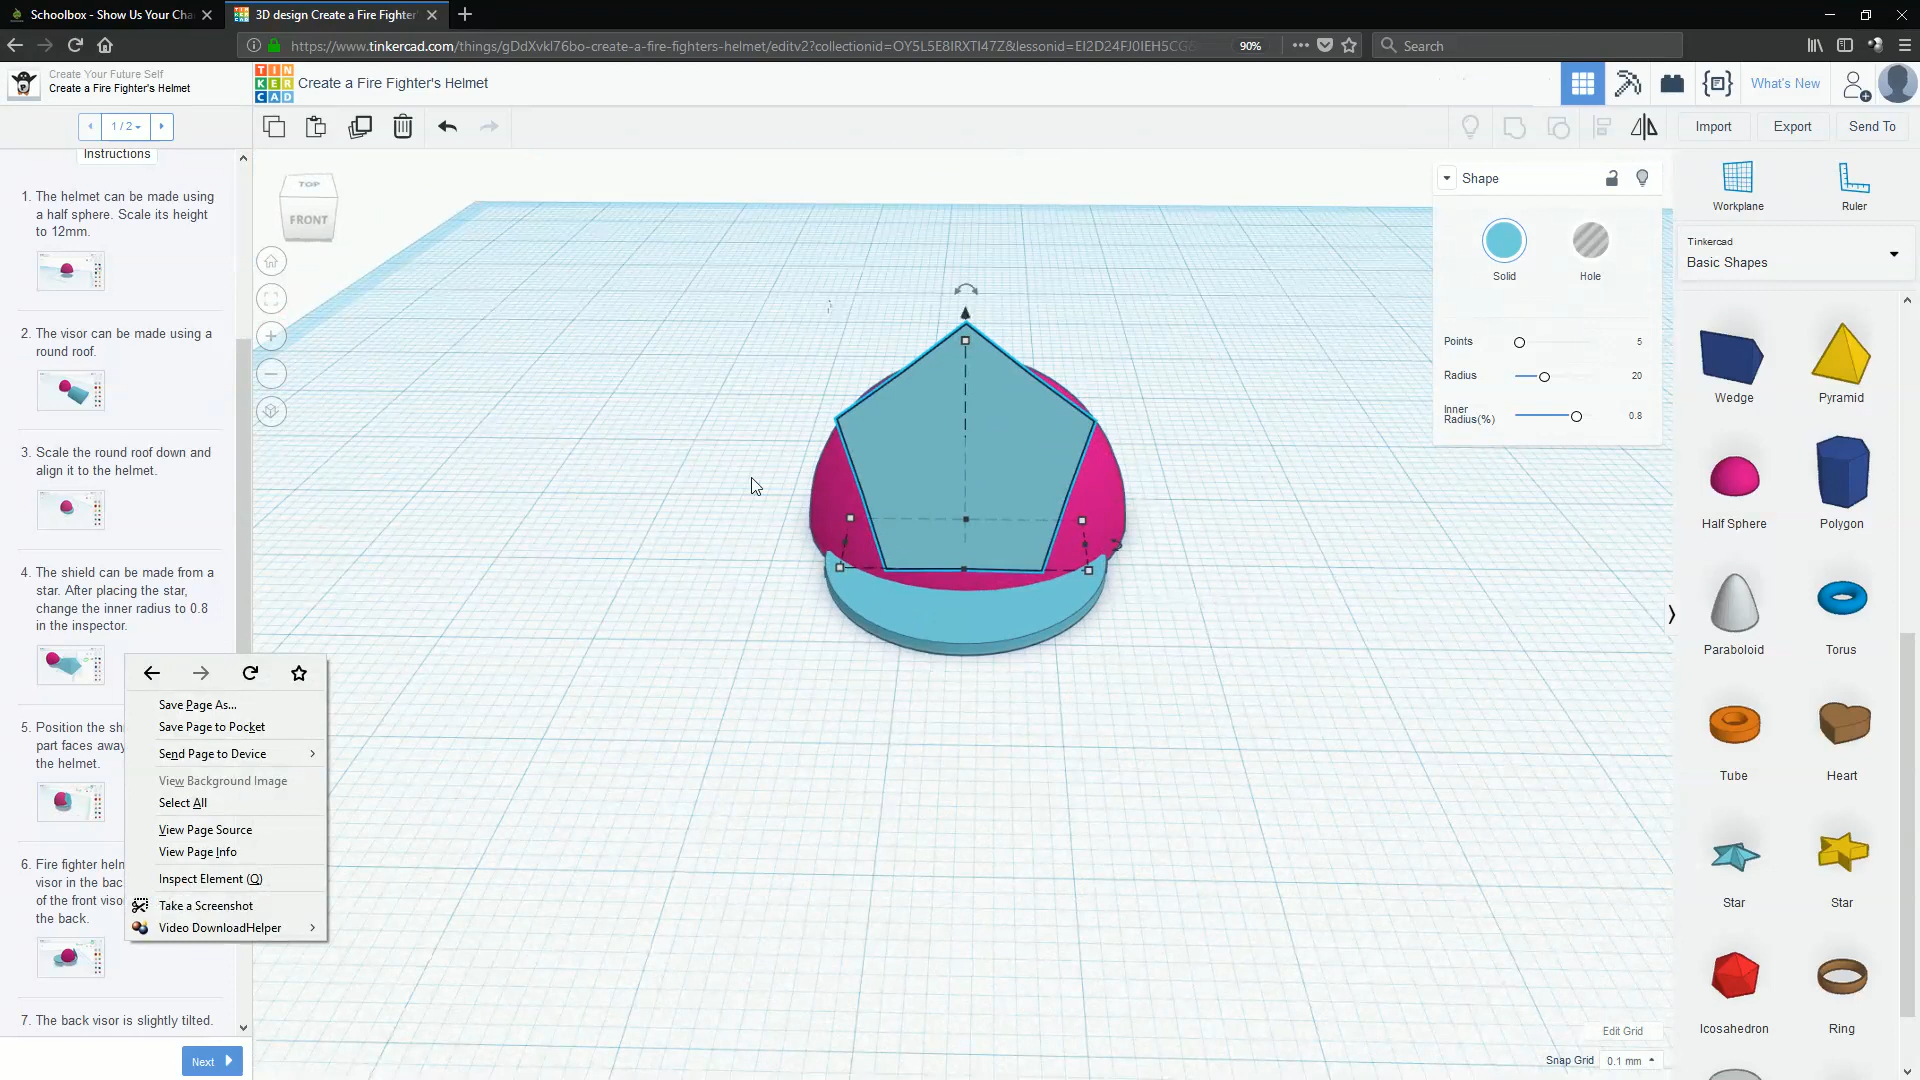 Schoolbox - Show Us Your Cha
3D design Create a Fire Fighter'
https://www.tinkercad.com/things/gDdXvkl76bo-create-a-fire-fighters-helmet/editv2?collectionid=OY5L5E8IRXTI47Z&lessonid=EI2D24FJ0IEH5CG
90%
Search
Create Your Future Self
Create a Fire Fighter's Helmet
TIN
KER
CAD
Create a Fire Fighter's Helmet
What's New
1 / 2
Import
Export
Send To
Instructions
1. The helmet can be made using
a half sphere. Scale its height
to 12mm.
2. The visor can be made using a
round roof.
3. Scale the round roof down and
align it to the helmet.
4. The shield can be made from a
star. After placing the star,
change the inner radius to 0.8
in the inspector.
5. Position the shi
part faces away
the helmet.
6. Fire fighter heln
visor in the bac
of the front viso
the back.
7. The back visor is slightly tilted.
Next
Save Page As...
Save Page to Pocket
Send Page to Device
View Background Image
Select All
View Page Source
View Page Info
Inspect Element (Q)
Take a Screenshot
Video DownloadHelper
TOP
FRONT
Shape
Solid
Hole
Points
5
Radius
20
Inner
Radius(%)
0.8
Workplane
Ruler
Tinkercad
Basic Shapes
Wedge
Pyramid
Half Sphere
Polygon
Paraboloid
Torus
Tube
Heart
Star
Star
Icosahedron
Ring
Edit Grid
Snap Grid
0.1 mm